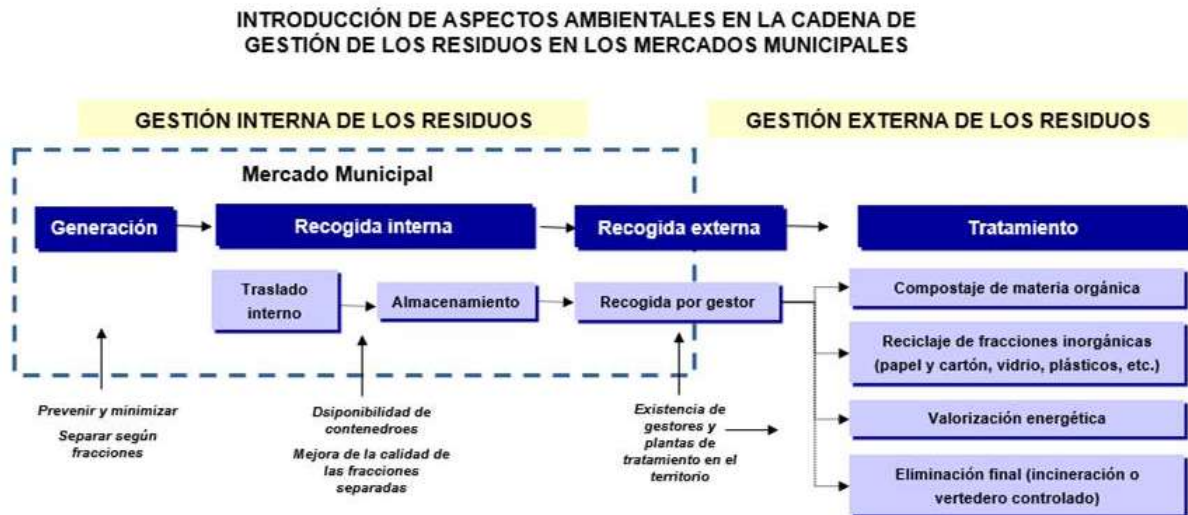 INTRODUCCIÓN DE ASPECTOS AMBIENTALES EN LA CADENA DE
GESTIÓN DE LOS RESIDUOS EN LOS MERCADOS MUNICIPALES
GESTIÓN INTERNA DE LOS RESIDUOS
GESTIÓN EXTERNA DE LOS RESIDUOS
Mercado Municipal
Generación
Recogida interna
Recogida externa
Tratamiento
Traslado
interno
Almacenamiento
Recogida por gestor
Compostaje de materia orgánica
Reciclaje de fracciones inorgánicas
(papel y cartón, vidrio, plásticos, etc.)
Valorización energética
Eliminación final (incineración o
vertedero controlado)
Prevenir y minimizar
Separar según
fracciones
Dsiponibilidad de
contenedroes
Mejora de la calidad de
las fracciones
separadas
Existencia de
gestores y
plantas de
tratamiento en el
territorio